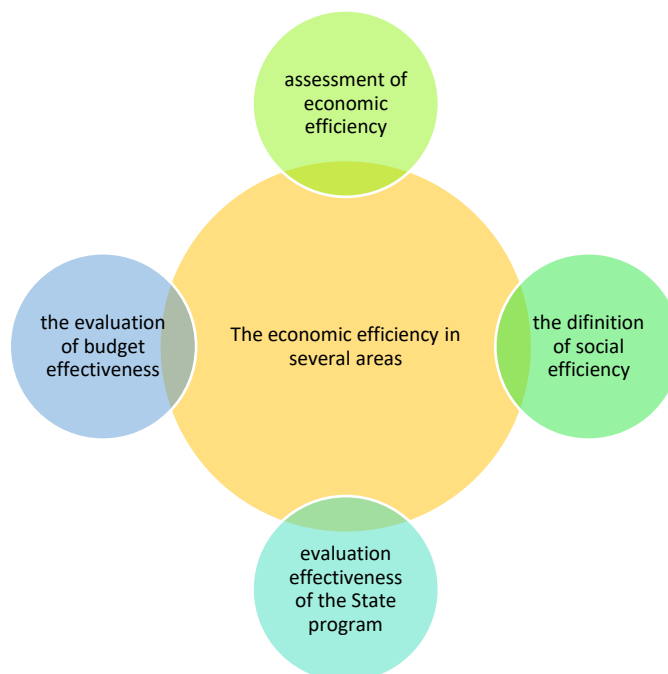 assessment of
economic
efficiency
the evaluation
of budget
effectiveness
The economic efficiency in
several areas
the difinition
of social
efficiency
evaluation
effectiveness
of the State
program